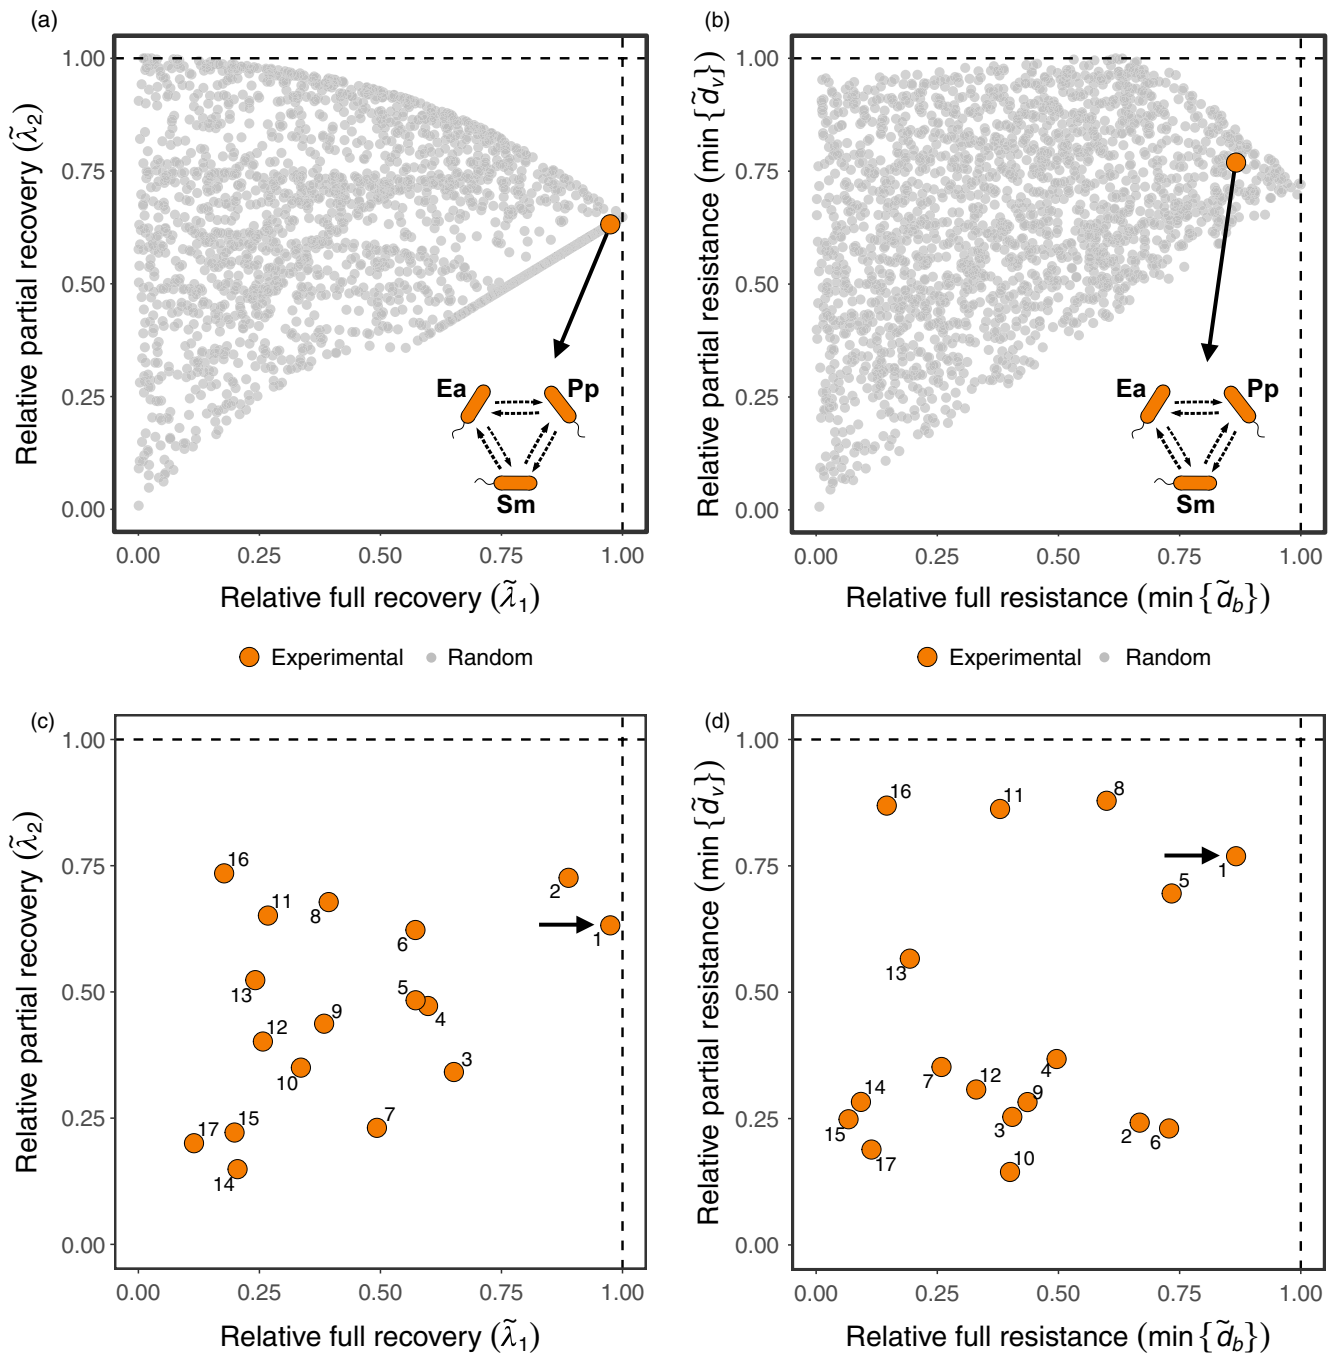 (a)
1.00
0.75
0.50
0.25
0.00
Relative partial recovery (λ̃₂)
Ea
Pp
Sm
0.00 0.25 0.50 0.75 1.00
Relative full recovery (λ̃₁)
Experimental Random
(b)
1.00
0.75
0.50
0.25
0.00
Relative partial resistance (min {d̃ᵥ})
Ea
Pp
Sm
0.00 0.25 0.50 0.75 1.00
Relative full resistance (min {d̃_b})
Experimental Random
(c)
1.00
0.75
0.50
0.25
0.00
Relative partial recovery (λ̃₂)
16
2
11
8
6
1
13
5
4
9
12
3
10
7
15
17
14
0.00 0.25 0.50 0.75 1.00
Relative full recovery (λ̃₁)
(d)
1.00
0.75
0.50
0.25
0.00
Relative partial resistance (min {d̃ᵥ})
16
11
8
1
5
13
4
7
12
14
9
3
15
2
6
17
10
0.00 0.25 0.50 0.75 1.00
Relative full resistance (min {d̃_b})